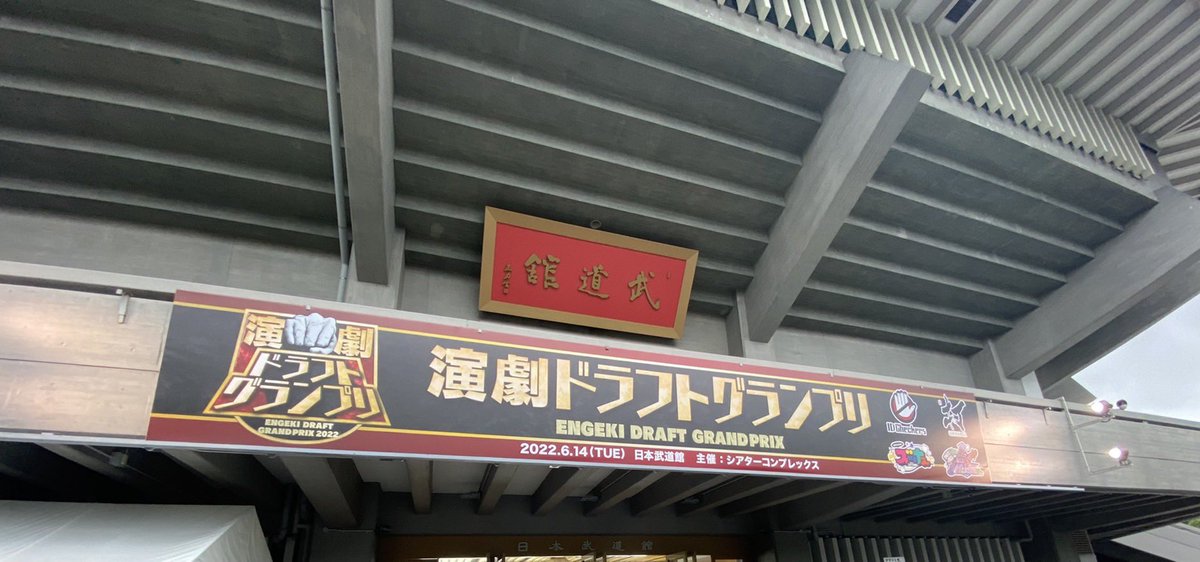 武道館
演劇
ドラフト
グランプリ
ENGEKI DRAFT
GRAND PRIX 2022
演劇ドラフトグランプリ
ENGEKI DRAFT GRAND PRIX
2022.6.14(TUE) 日本武道館 主催：シアターコンプレックス
ID Checkers
日本武道館